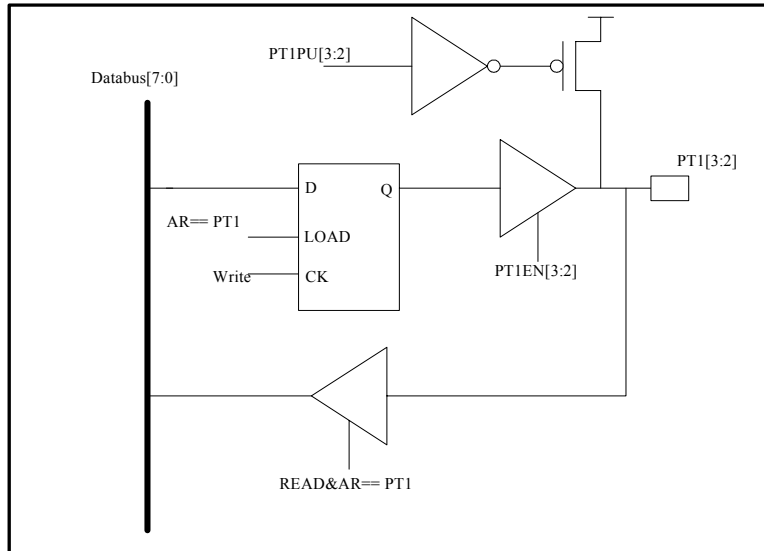 PT1PU[3:2]
Databus[7:0]
PT1[3:2]
D
Q
AR== PT1
LOAD
Write
CK
PT1EN[3:2]
READ&AR== PT1